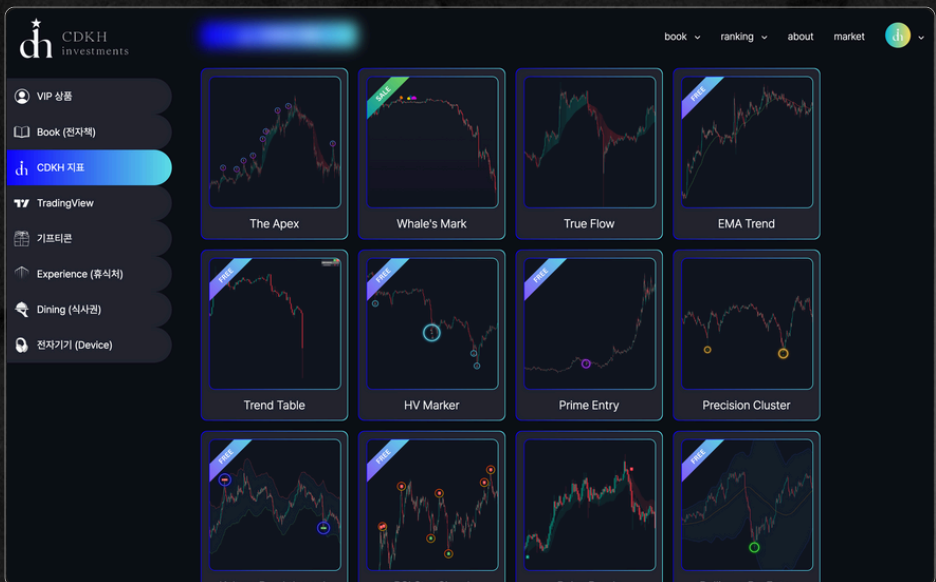 CDKH
investments
book
ranking
about
market
VIP 상품
Book (전자책)
CDKH 지표
TradingView
기프티콘
Experience (휴식처)
Dining (식사권)
전자기기 (Device)
The Apex
SALE
Whale's Mark
True Flow
FREE
EMA Trend
FREE
Trend Table
FREE
HV Marker
FREE
Prime Entry
Precision Cluster
FREE
FREE
FREE